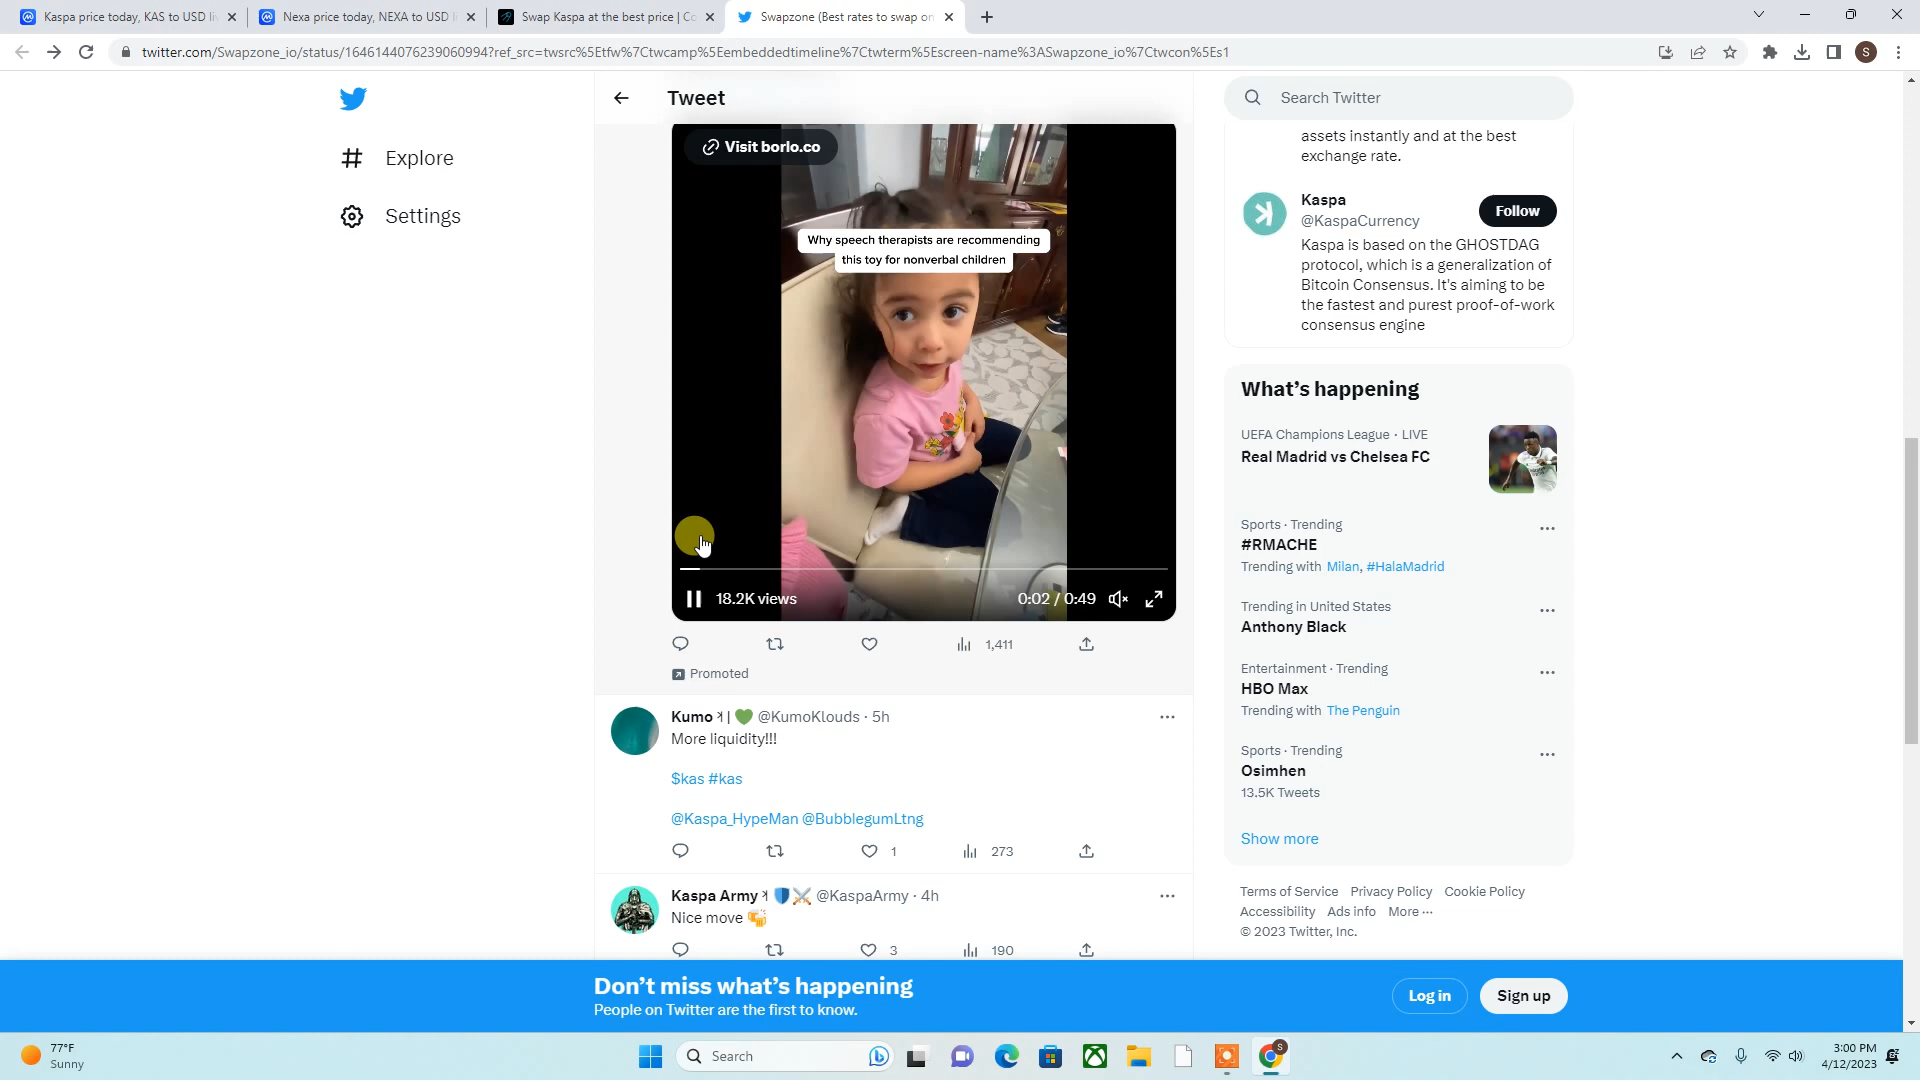 Kaspa price today, KAS to USD li
Nexa price today, NEXA to USD l
Swap Kaspa at the best price | Co
Swapzone (Best rates to swap on
twitter.com/Swapzone_io/status/1646144076239060994?ref_src=twsrc%5Etfw%7Ctwcamp%5Eembeddedtimeline%7Ctwterm%5Escreen-name%3ASwapzone_io%7Ctwcon%5Es1
S
Explore
Settings
Tweet
Visit borlo.co
Why speech therapists are recommending
this toy for nonverbal children
18.2K views
0:02 / 0:49
1,411
Promoted
Kumo ʞ | 💚 @KumoKlouds · 5h
More liquidity!!!
$kas #kas
@Kaspa_HypeMan @BubblegumLtng
1
273
Kaspa Army ʞ 🛡️⚔️ @KaspaArmy · 4h
Nice move 👏
3
190
Search Twitter
assets instantly and at the best
exchange rate.
Kaspa
@KaspaCurrency
Follow
Kaspa is based on the GHOSTDAG
protocol, which is a generalization of
Bitcoin Consensus. It's aiming to be
the fastest and purest proof-of-work
consensus engine
What’s happening
UEFA Champions League · LIVE
Real Madrid vs Chelsea FC
Sports · Trending
#RMACHE
Trending with Milan, #HalaMadrid
Trending in United States
Anthony Black
Entertainment · Trending
HBO Max
Trending with The Penguin
Sports · Trending
Osimhen
13.5K Tweets
Show more
Terms of Service Privacy Policy Cookie Policy
Accessibility Ads info More ···
© 2023 Twitter, Inc.
Don’t miss what’s happening
People on Twitter are the first to know.
Log in
Sign up
77°F
Sunny
Search
S
3:00 PM
4/12/2023